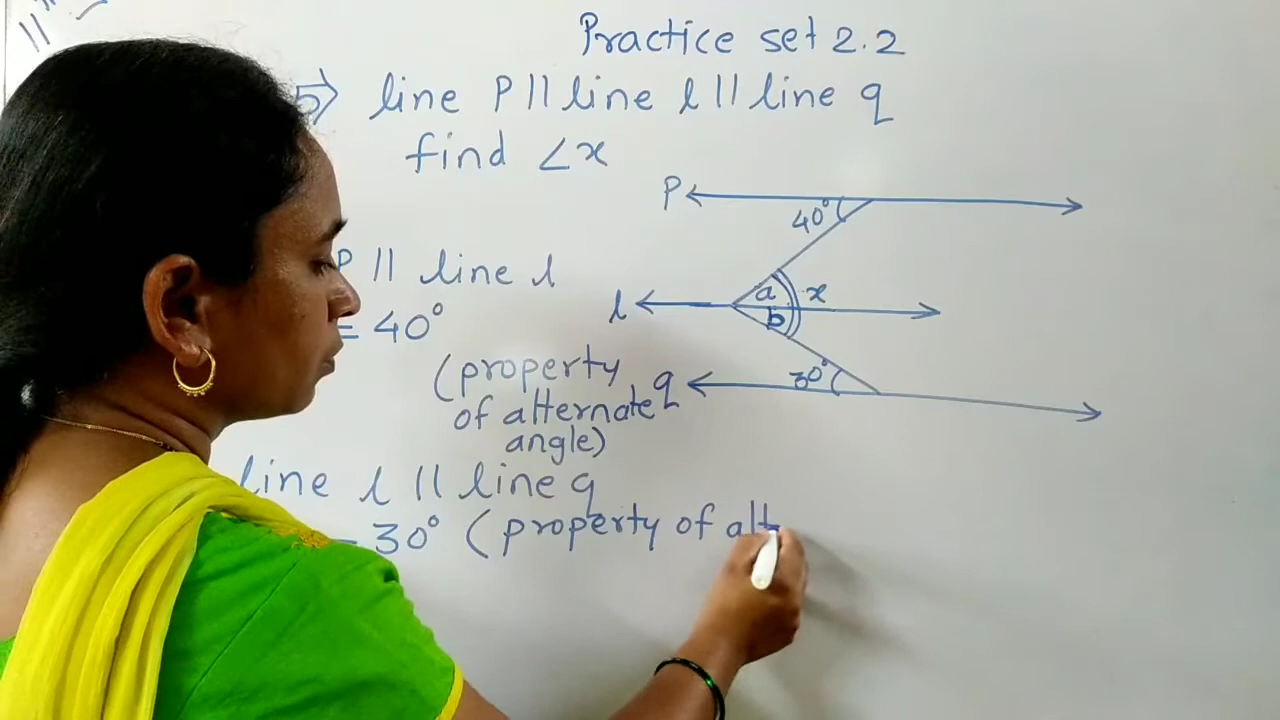 Practice set 2.2
5) line P || line l || line q
find ∠x
P
40°
P || line l
a x
l
= 40°
b
(property
30°
q
of alternate
angle)
line l || line q
= 30° (property of alt